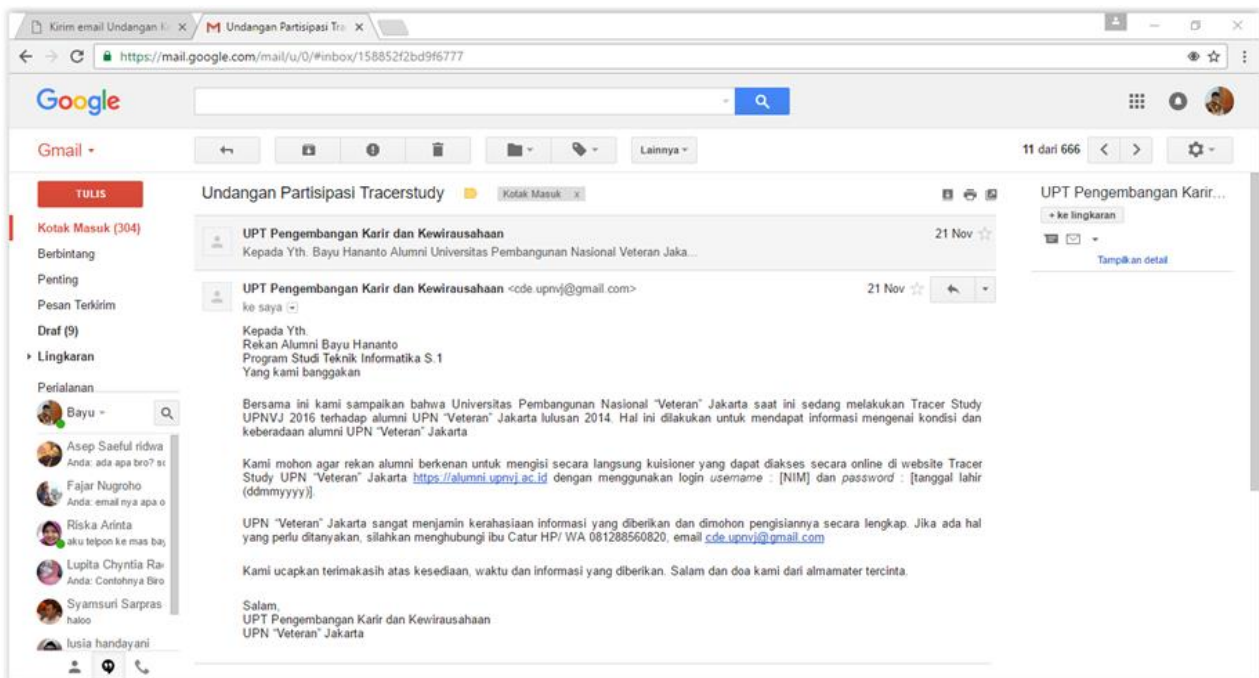 Kirim email Undangan K
Undangan Partisipasi Tra
https://mail.google.com/mail/u/0/#inbox/158852f2bd9f6777
Google
Gmail
Lainnya
11 dari 666
TULIS
Kotak Masuk (304)
Berbintang
Penting
Pesan Terkirim
Draf (9)
Lingkaran
Perjalanan
Bayu
Asep Saeful ridwa
Anda: ada apa bro? sc
Fajar Nugroho
Anda: email nya apa o
Riska Arinta
aku telpon ke mas bay
Lupita Chyntia Ra
Anda: Contohnya Biro
Syamsuri Sarpras
haloo
lusia handayani
Undangan Partisipasi Tracerstudy
Kotak Masuk x
UPT Pengembangan Karir dan Kewirausahaan
21 Nov
Kepada Yth. Bayu Hananto Alumni Universitas Pembangunan Nasional Veteran Jaka...
UPT Pengembangan Karir dan Kewirausahaan <cde.upnvj@gmail.com>
21 Nov
ke saya
Kepada Yth.
Rekan Alumni Bayu Hananto
Program Studi Teknik Informatika S.1
Yang kami banggakan
Bersama ini kami sampaikan bahwa Universitas Pembangunan Nasional "Veteran" Jakarta saat ini sedang melakukan Tracer Study
UPNVJ 2016 terhadap alumni UPN "Veteran" Jakarta lulusan 2014. Hal ini dilakukan untuk mendapat informasi mengenai kondisi dan
keberadaan alumni UPN "Veteran" Jakarta
Kami mohon agar rekan alumni berkenan untuk mengisi secara langsung kuisioner yang dapat diakses secara online di website Tracer
Study UPN "Veteran" Jakarta https://alumni.upnvj.ac.id dengan menggunakan login username : [NIM] dan password : [tanggal lahir
(ddmmyyyy)].
UPN "Veteran" Jakarta sangat menjamin kerahasiaan informasi yang diberikan dan dimohon pengisiannya secara lengkap. Jika ada hal
yang perlu ditanyakan, silahkan menghubungi ibu Catur HP/ WA 081288560820, email cde.upnvj@gmail.com
Kami ucapkan terimakasih atas kesediaan, waktu dan informasi yang diberikan. Salam dan doa kami dari almamater tercinta.
Salam,
UPT Pengembangan Karir dan Kewirausahaan
UPN "Veteran" Jakarta
UPT Pengembangan Karir...
+ ke lingkaran
Tampilkan detail